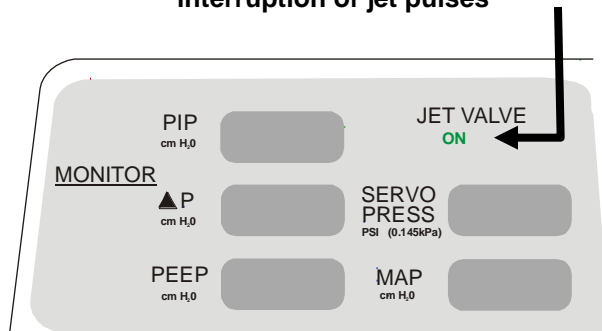 interruption of jet pulses
PIP
cm H₂0
JET VALVE
ON
MONITOR
▲P
cm H₂0
SERVO
PRESS
PSI (0.145kPa)
PEEP
cm H₂0
MAP
cm H₂0